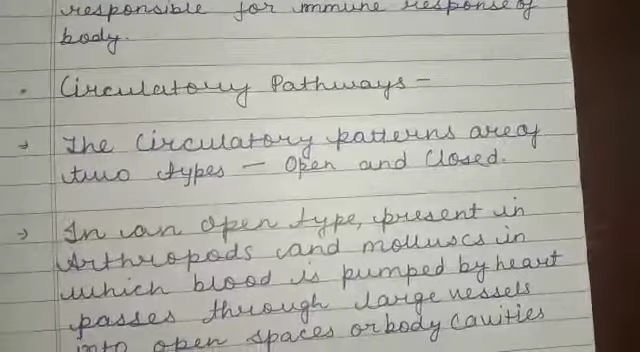 responsible for immune response of
body.
• Circulatory Pathways -
→ The circulatory patterns are of
two types - Open and Closed.
→ In an open type, present in
Arthropods and molluscs in
which blood is pumped by heart
passes through large vessels
into open spaces or body cavities